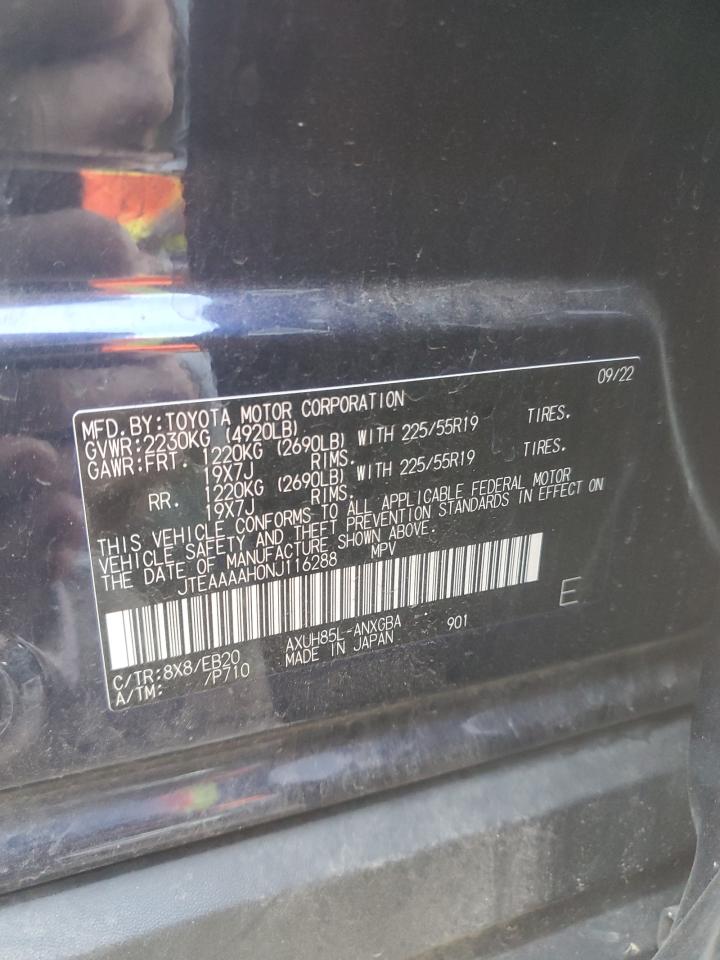 09/22
MFD.BY:TOYOTA MOTOR CORPORATION
GVWR:2230KG (4920LB)
GAWR:FRT. 1220KG (2690LB) WITH 225/55R19 TIRES.
19X7J RIMS.
RR. 1220KG (2690LB) WITH 225/55R19 TIRES.
19X7J RIMS.
THIS VEHICLE CONFORMS TO ALL APPLICABLE FEDERAL MOTOR
VEHICLE SAFETY AND THEFT PREVENTION STANDARDS IN EFFECT ON
THE DATE OF MANUFACTURE SHOWN ABOVE.
JTEAAAAH0NJ116288 MPV
E
C/TR:8X8/EB20 AXUH85L-ANXGBA 901
A/TM: /P710 MADE IN JAPAN